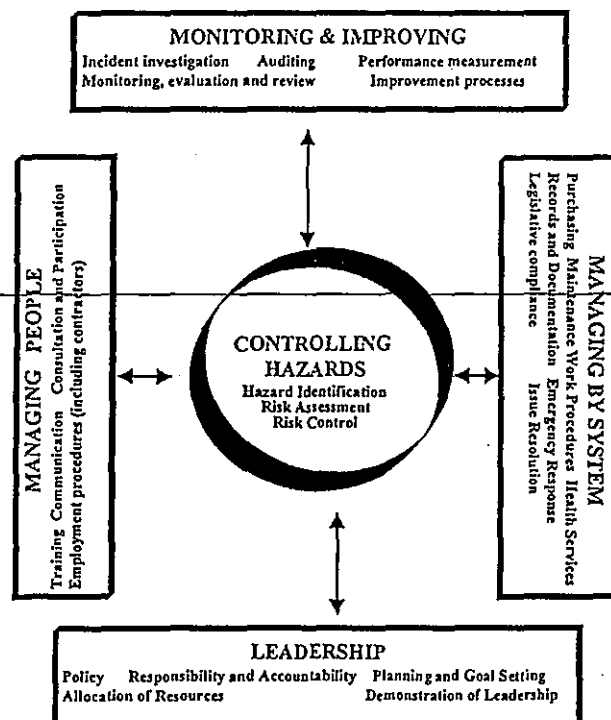 MONITORING & IMPROVING
Incident investigation Auditing Performance measurement
Monitoring, evaluation and review Improvement processes
MANAGING PEOPLE
Training Communication Consultation and Participation
Employment procedures (including contractors)
CONTROLLING
HAZARDS
Hazard Identification
Risk Assessment
Risk Control
MANAGING BY SYSTEM
Purchasing Maintenance Work Procedures Health Services
Records and Documentation Emergency Response
Legislative compliance Issue Resolution
LEADERSHIP
Policy Responsibility and Accountability Planning and Goal Setting
Allocation of Resources Demonstration of Leadership